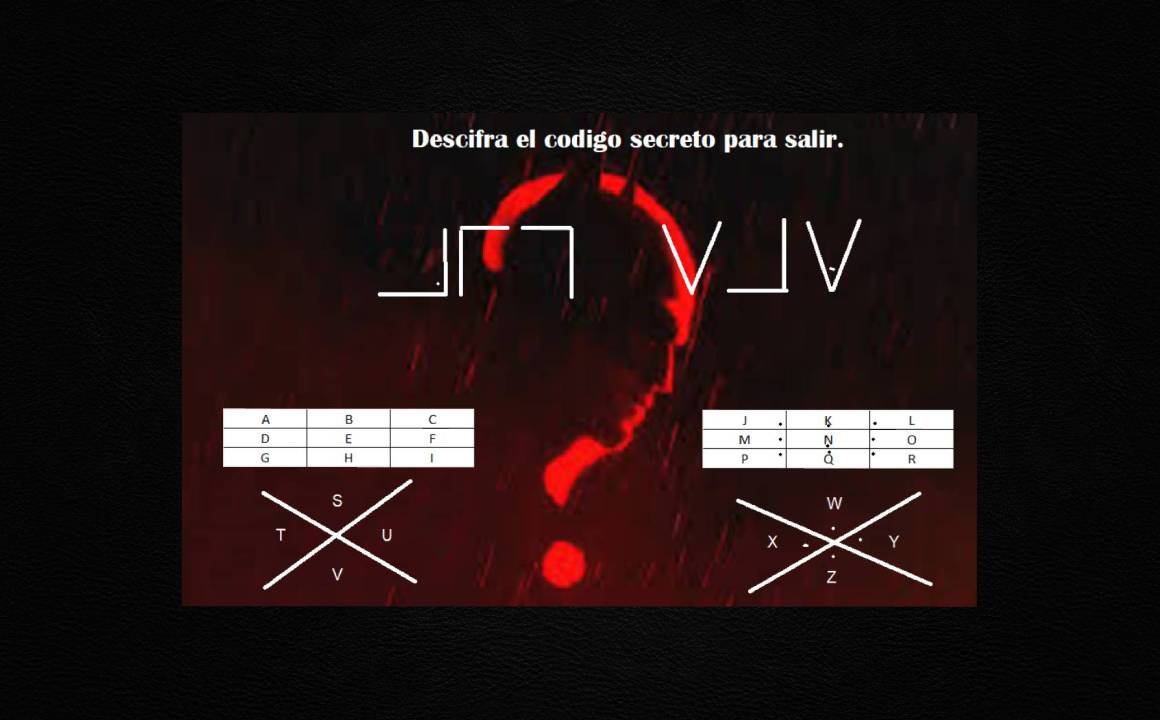 Descifra el codigo secreto para salir.
A B C
D E F
G H I
J K L
M N O
P Q R
S
T U
V
W
X Y
Z